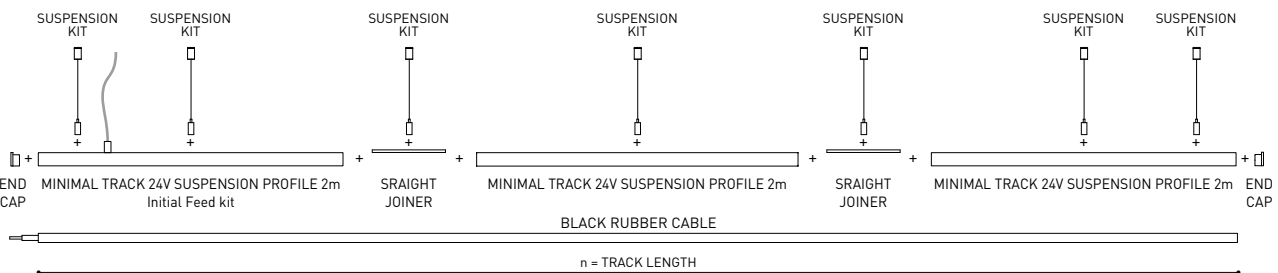 SUSPENSION
KIT
SUSPENSION
KIT
SUSPENSION
KIT
SUSPENSION
KIT
SUSPENSION
KIT
SUSPENSION
KIT
SUSPENSION
KIT
+ + + + + + +
+ + + + + +
END
CAP
MINIMAL TRACK 24V SUSPENSION PROFILE 2m
Initial Feed kit
SRAIGHT
JOINER
MINIMAL TRACK 24V SUSPENSION PROFILE 2m
SRAIGHT
JOINER
MINIMAL TRACK 24V SUSPENSION PROFILE 2m
END
CAP
BLACK RUBBER CABLE
n = TRACK LENGTH